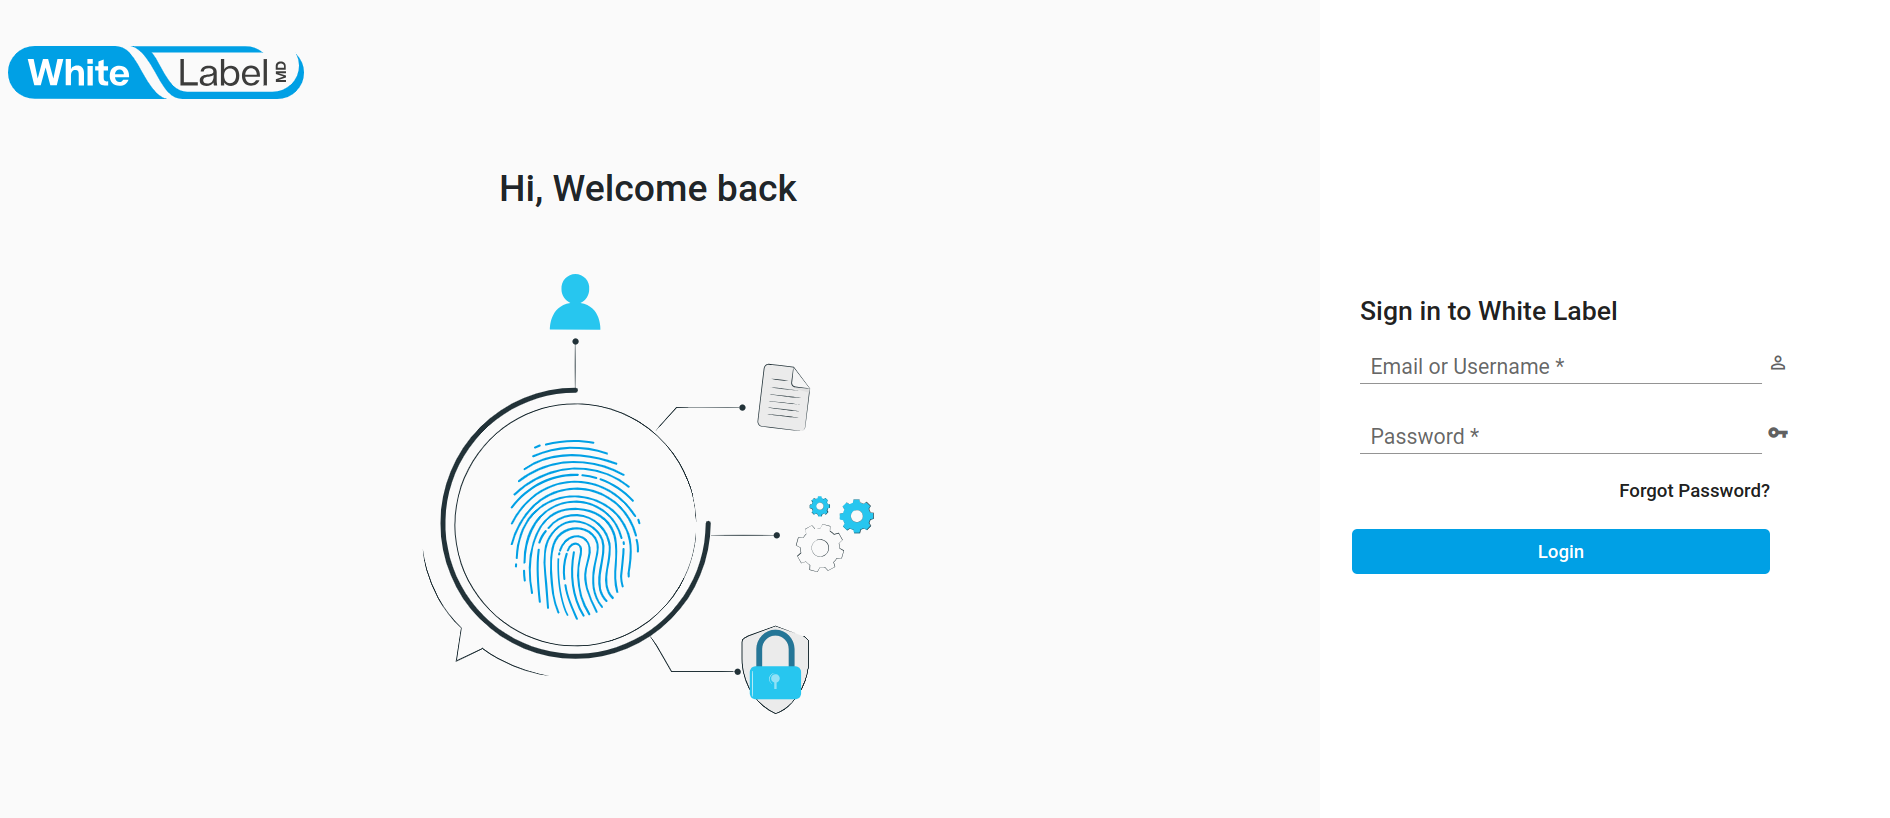 White Label MD
Hi, Welcome back
Sign in to White Label
Email or Username *
Password *
Forgot Password?
Login